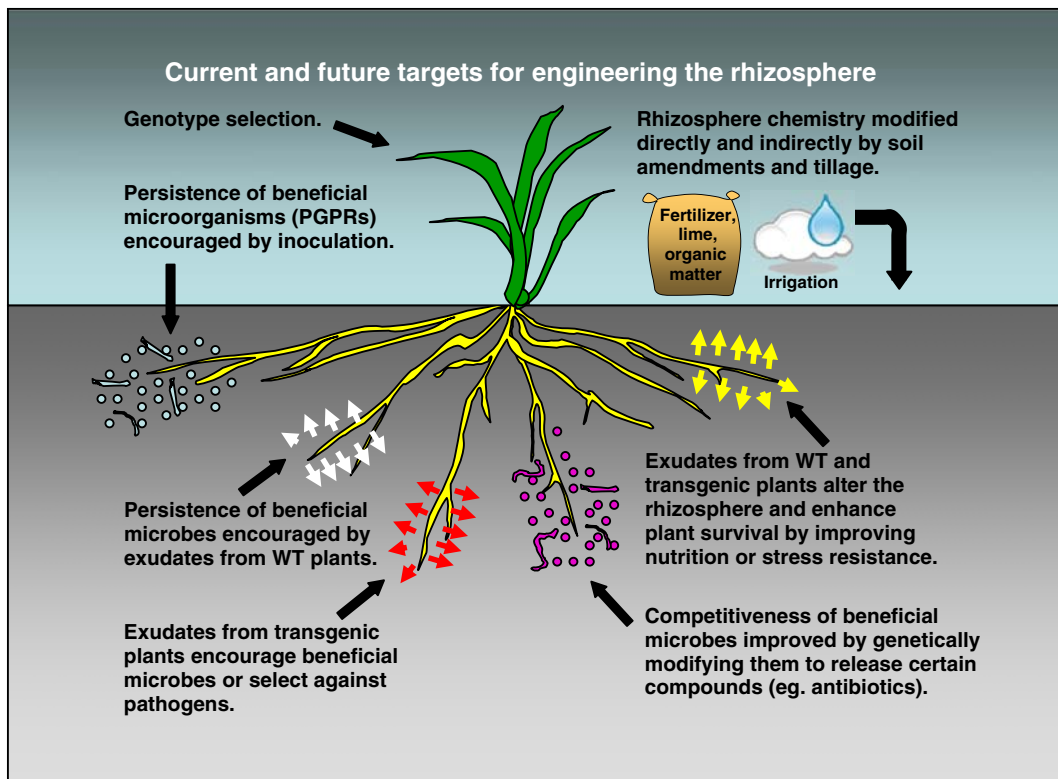 Current and future targets for engineering the rhizosphere
Genotype selection.
Persistence of beneficial
microorganisms (PGPRs)
encouraged by inoculation.
Rhizosphere chemistry modified
directly and indirectly by soil
amendments and tillage.
Fertilizer,
lime,
organic
matter
Irrigation
Persistence of beneficial
microbes encouraged by
exudates from WT plants.
Exudates from transgenic
plants encourage beneficial
microbes or select against
pathogens.
Exudates from WT and
transgenic plants alter the
rhizosphere and enhance
plant survival by improving
nutrition or stress resistance.
Competitiveness of beneficial
microbes improved by genetically
modifying them to release certain
compounds (eg. antibiotics).